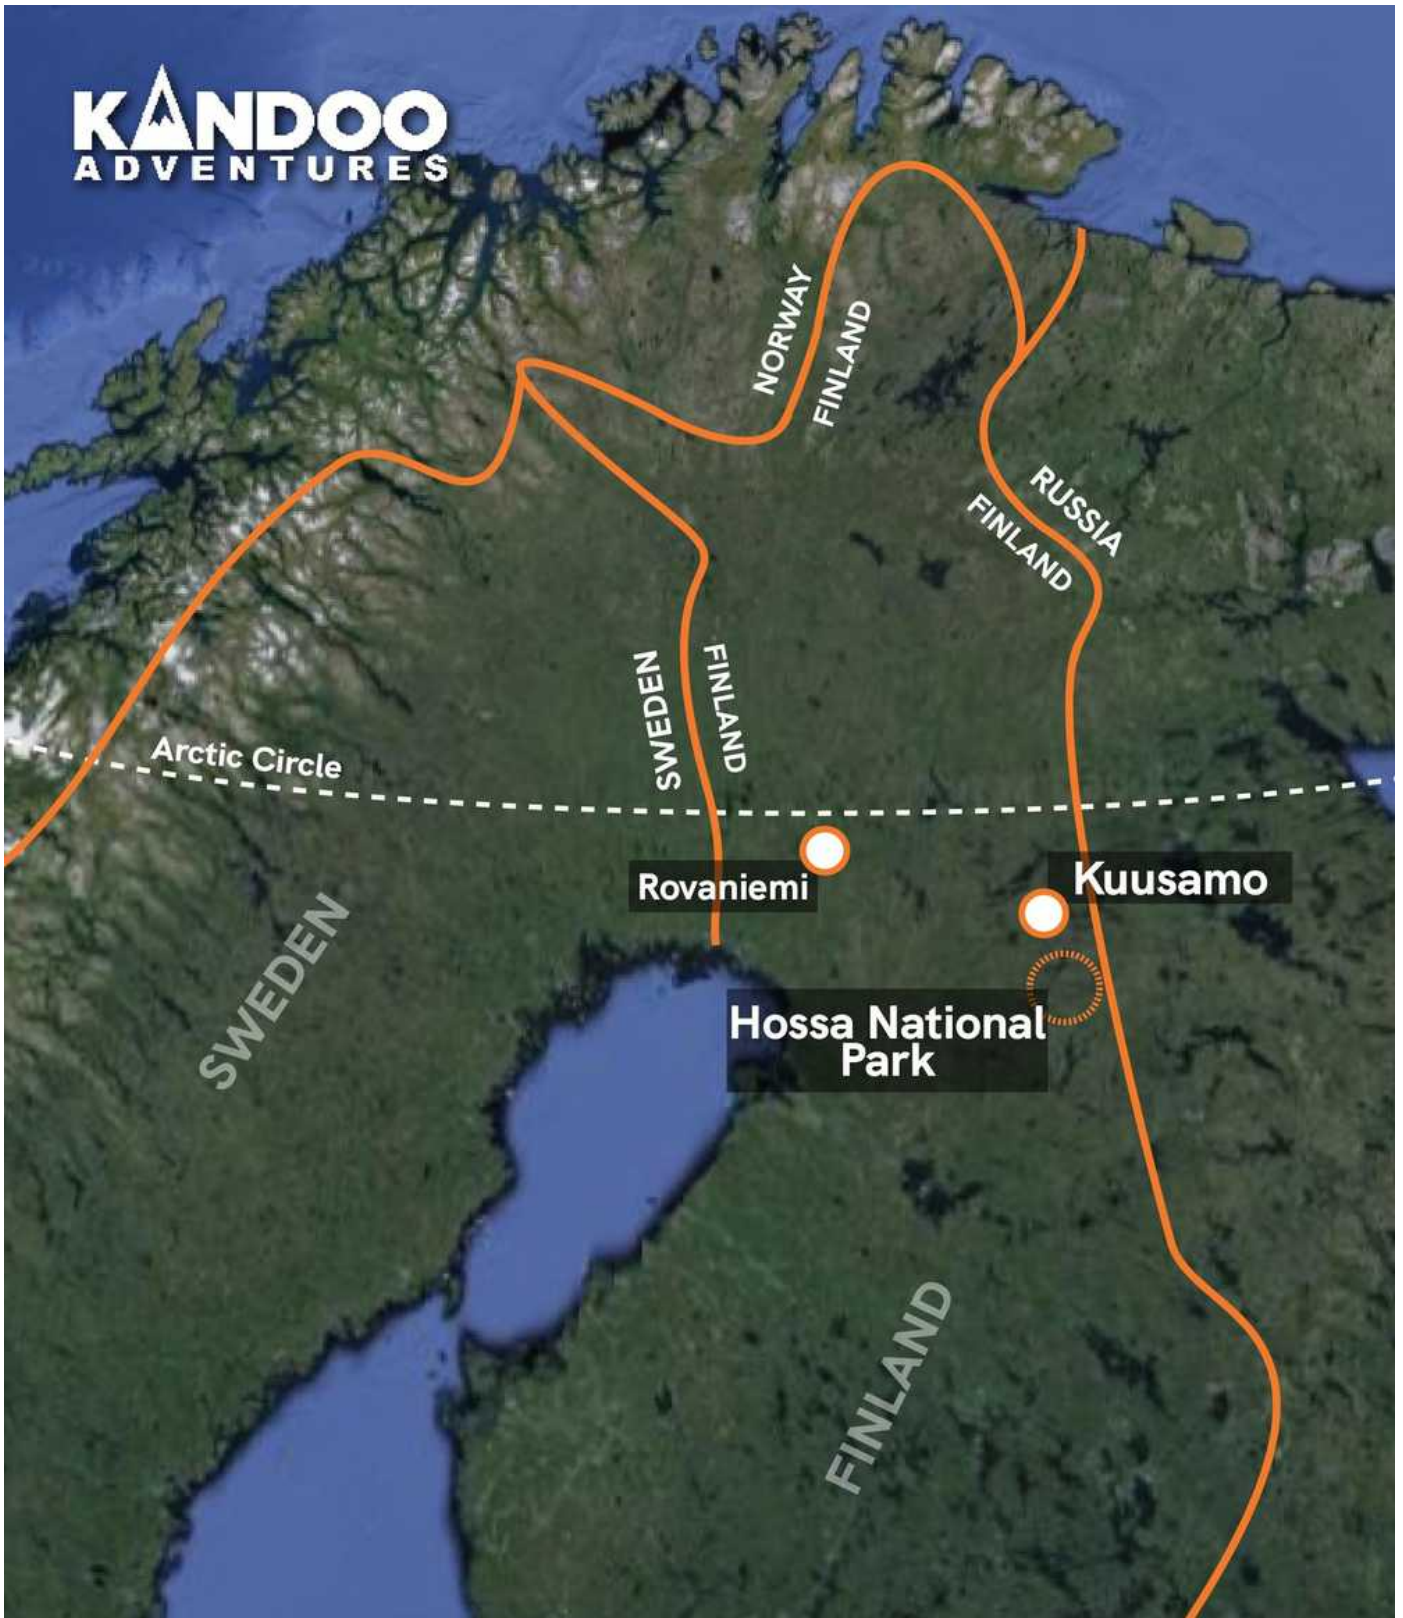 KANDOO
ADVENTURES
NORWAY
FINLAND
RUSSIA
FINLAND
SWEDEN
FINLAND
Arctic Circle
Rovaniemi
Kuusamo
SWEDEN
Hossa National
Park
FINLAND